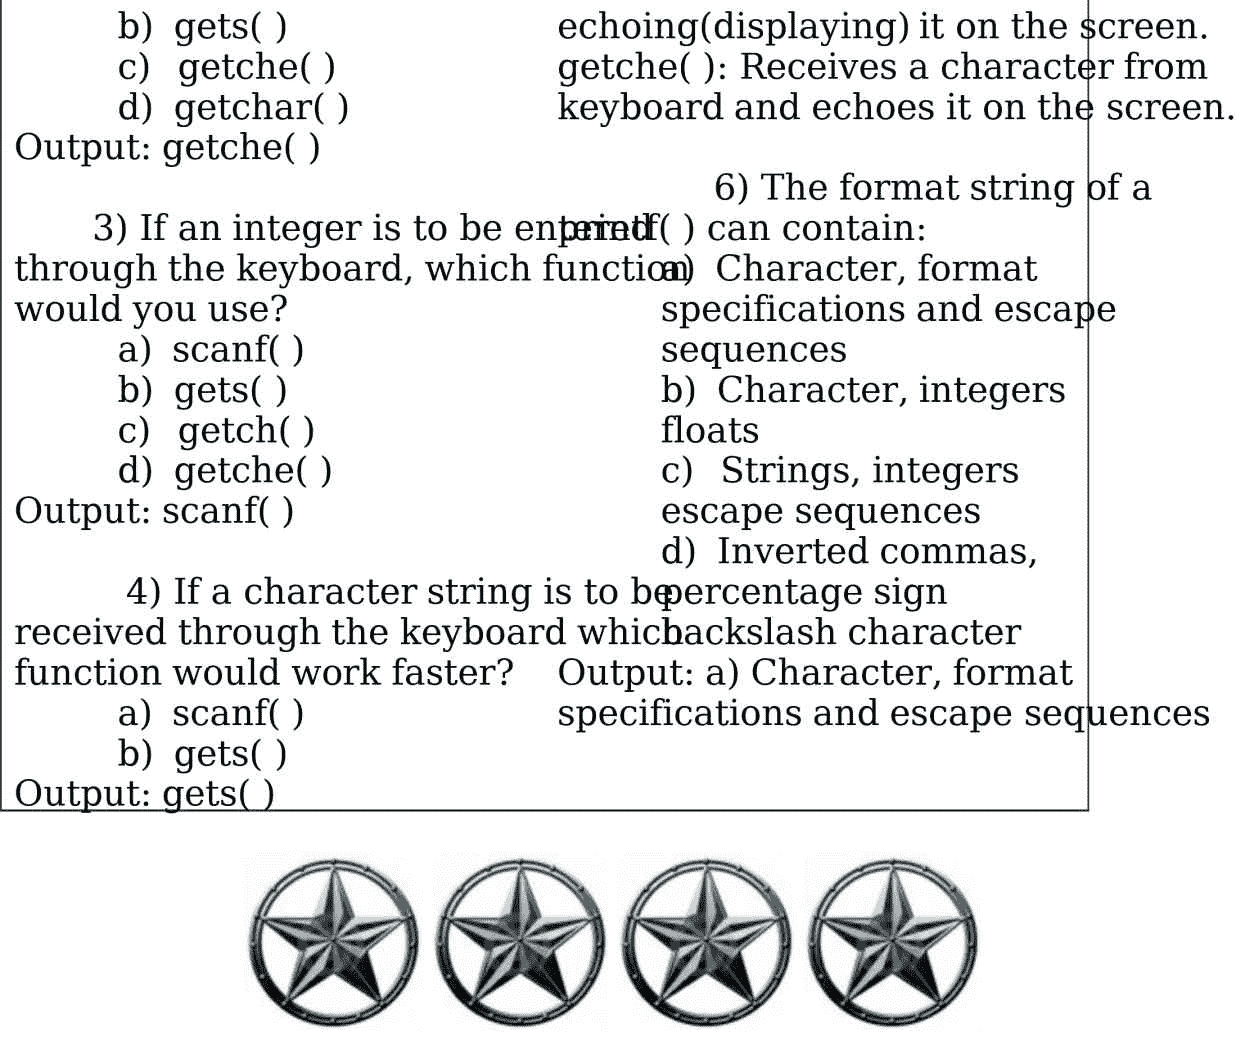 b) gets( )
c) getche( )
d) getchar( )
Output: getche( )
3) If an integer is to be entered
through the keyboard, which function
would you use?
a) scanf( )
b) gets( )
c) getch( )
d) getche( )
Output: scanf( )
4) If a character string is to be
received through the keyboard which
function would work faster?
a) scanf( )
b) gets( )
Output: gets( )
echoing(displaying) it on the screen.
getche( ): Receives a character from
keyboard and echoes it on the screen.
6) The format string of a
printf( ) can contain:
a) Character, format
specifications and escape
sequences
b) Character, integers
floats
c) Strings, integers
escape sequences
d) Inverted commas,
percentage sign
backslash character
Output: a) Character, format
specifications and escape sequences